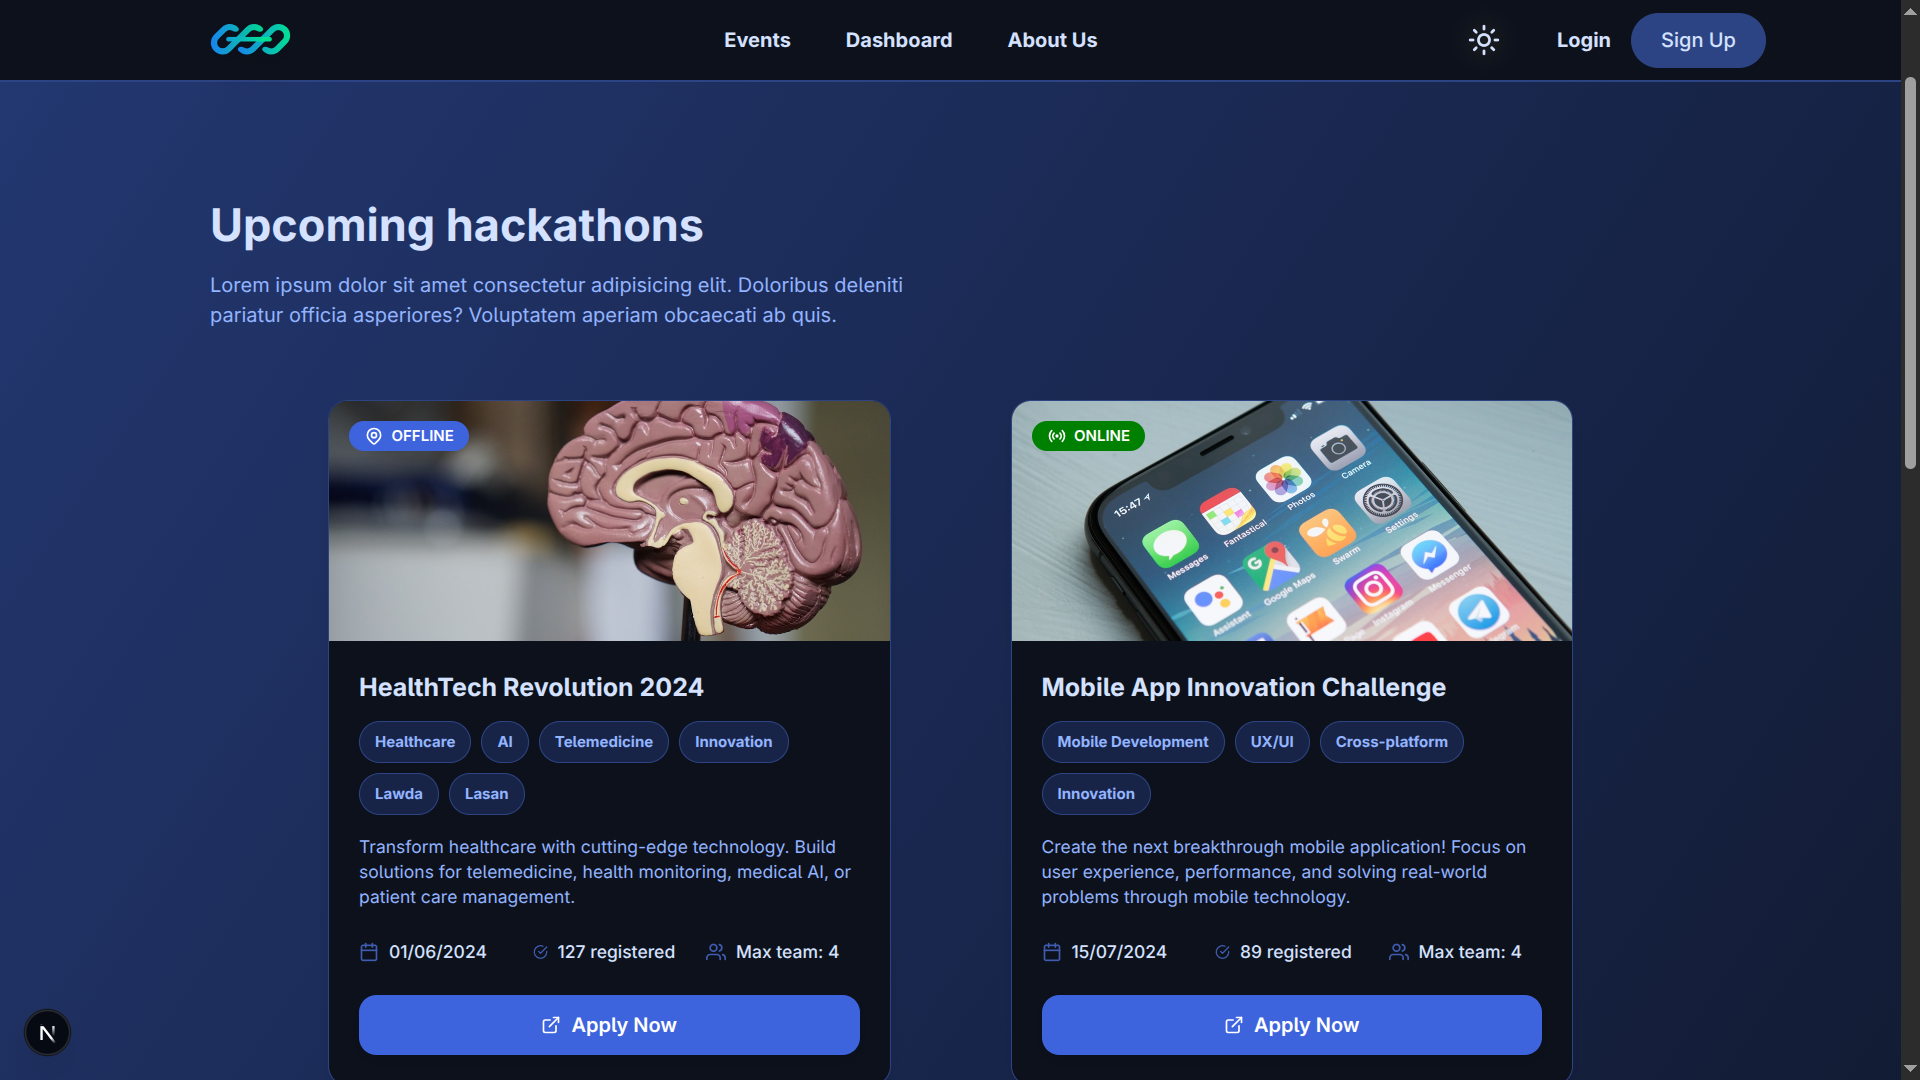 Events
Dashboard
About Us
Login
Sign Up
Upcoming hackathons
Lorem ipsum dolor sit amet consectetur adipisicing elit. Doloribus deleniti
pariatur officia asperiores? Voluptatem aperiam obcaecati ab quis.
OFFLINE
HealthTech Revolution 2024
Healthcare
AI
Telemedicine
Innovation
Lawda
Lasan
Transform healthcare with cutting-edge technology. Build
solutions for telemedicine, health monitoring, medical AI, or
patient care management.
01/06/2024
127 registered
Max team: 4
Apply Now
ONLINE
15:47
Camera
Photos
Fantastical
Messages
Settings
Swarm
Google Maps
Assistant
Messenger
Instagram
Mobile App Innovation Challenge
Mobile Development
UX/UI
Cross-platform
Innovation
Create the next breakthrough mobile application! Focus on
user experience, performance, and solving real-world
problems through mobile technology.
15/07/2024
89 registered
Max team: 4
Apply Now
N